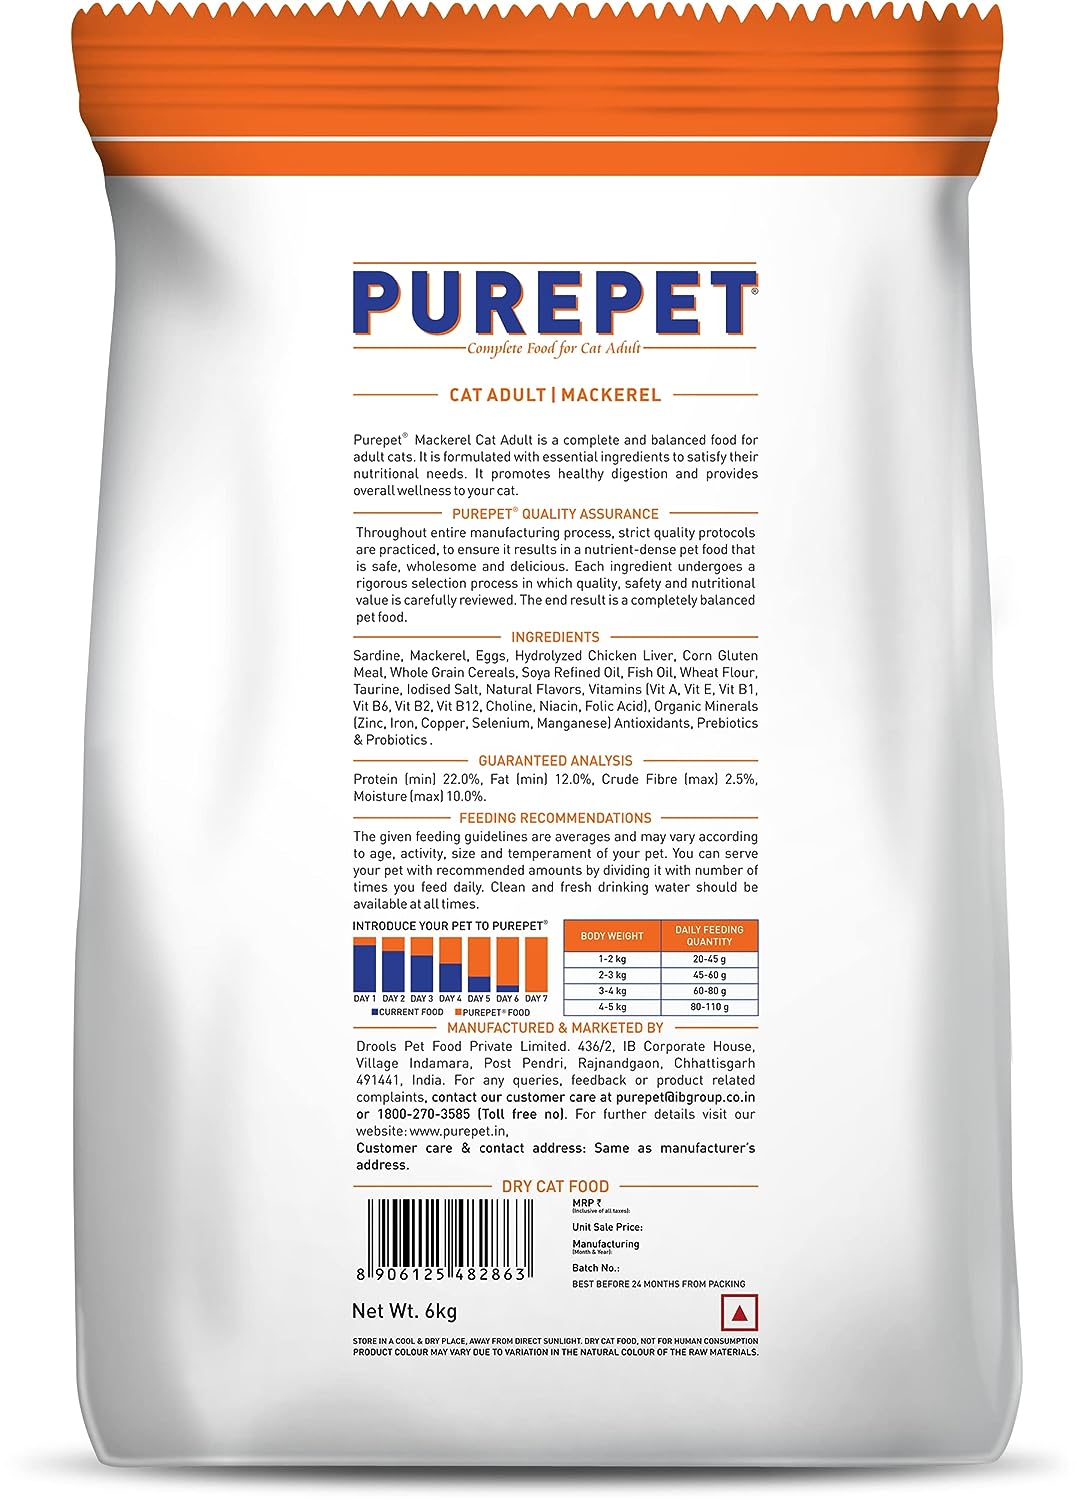 PUREPET®
Complete Food for Cat Adult
CAT ADULT | MACKEREL
Purepet® Mackerel Cat Adult is a complete and balanced food for
adult cats. It is formulated with essential ingredients to satisfy their
nutritional needs. It promotes healthy digestion and provides
overall wellness to your cat.
PUREPET® QUALITY ASSURANCE
Throughout entire manufacturing process, strict quality protocols
are practiced, to ensure it results in a nutrient-dense pet food that
is safe, wholesome and delicious. Each ingredient undergoes a
rigorous selection process in which quality, safety and nutritional
value is carefully reviewed. The end result is a completely balanced
pet food.
INGREDIENTS
Sardine, Mackerel, Eggs, Hydrolyzed Chicken Liver, Corn Gluten
Meal, Whole Grain Cereals, Soya Refined Oil, Fish Oil, Wheat Flour,
Taurine, Iodised Salt, Natural Flavors, Vitamins (Vit A, Vit E, Vit B1,
Vit B6, Vit B2, Vit B12, Choline, Niacin, Folic Acid), Organic Minerals
(Zinc, Iron, Copper, Selenium, Manganese) Antioxidants, Prebiotics
& Probiotics.
GUARANTEED ANALYSIS
Protein (min) 22.0%, Fat (min) 12.0%, Crude Fibre (max) 2.5%,
Moisture (max) 10.0%.
FEEDING RECOMMENDATIONS
The given feeding guidelines are averages and may vary according
to age, activity, size and temperament of your pet. You can serve
your pet with recommended amounts by dividing it with number of
times you feed daily. Clean and fresh drinking water should be
available at all times.
INTRODUCE YOUR PET TO PUREPET®
DAY 1 DAY 2 DAY 3 DAY 4 DAY 5 DAY 6 DAY 7
CURRENT FOOD PUREPET® FOOD
BODY WEIGHT DAILY FEEDING
QUANTITY
1-2 kg 20-45 g
2-3 kg 45-60 g
3-4 kg 60-80 g
4-5 kg 80-110 g
MANUFACTURED & MARKETED BY
Drools Pet Food Private Limited. 436/2, IB Corporate House,
Village Indamara, Post Pendri, Rajnandgaon, Chhattisgarh
491441, India. For any queries, feedback or product related
complaints, contact our customer care at purepet@ibgroup.co.in
or 1800-270-3585 (Toll free no). For further details visit our
website: www.purepet.in,
Customer care & contact address: Same as manufacturer's
address.
DRY CAT FOOD
8 906125 482863
MRP ₹
(Inclusive of all taxes):
Unit Sale Price:
Manufacturing
(Month & Year):
Batch No.:
BEST BEFORE 24 MONTHS FROM PACKING
Net Wt. 6kg
STORE IN A COOL & DRY PLACE, AWAY FROM DIRECT SUNLIGHT. DRY CAT FOOD, NOT FOR HUMAN CONSUMPTION
PRODUCT COLOUR MAY VARY DUE TO VARIATION IN THE NATURAL COLOUR OF THE RAW MATERIALS.